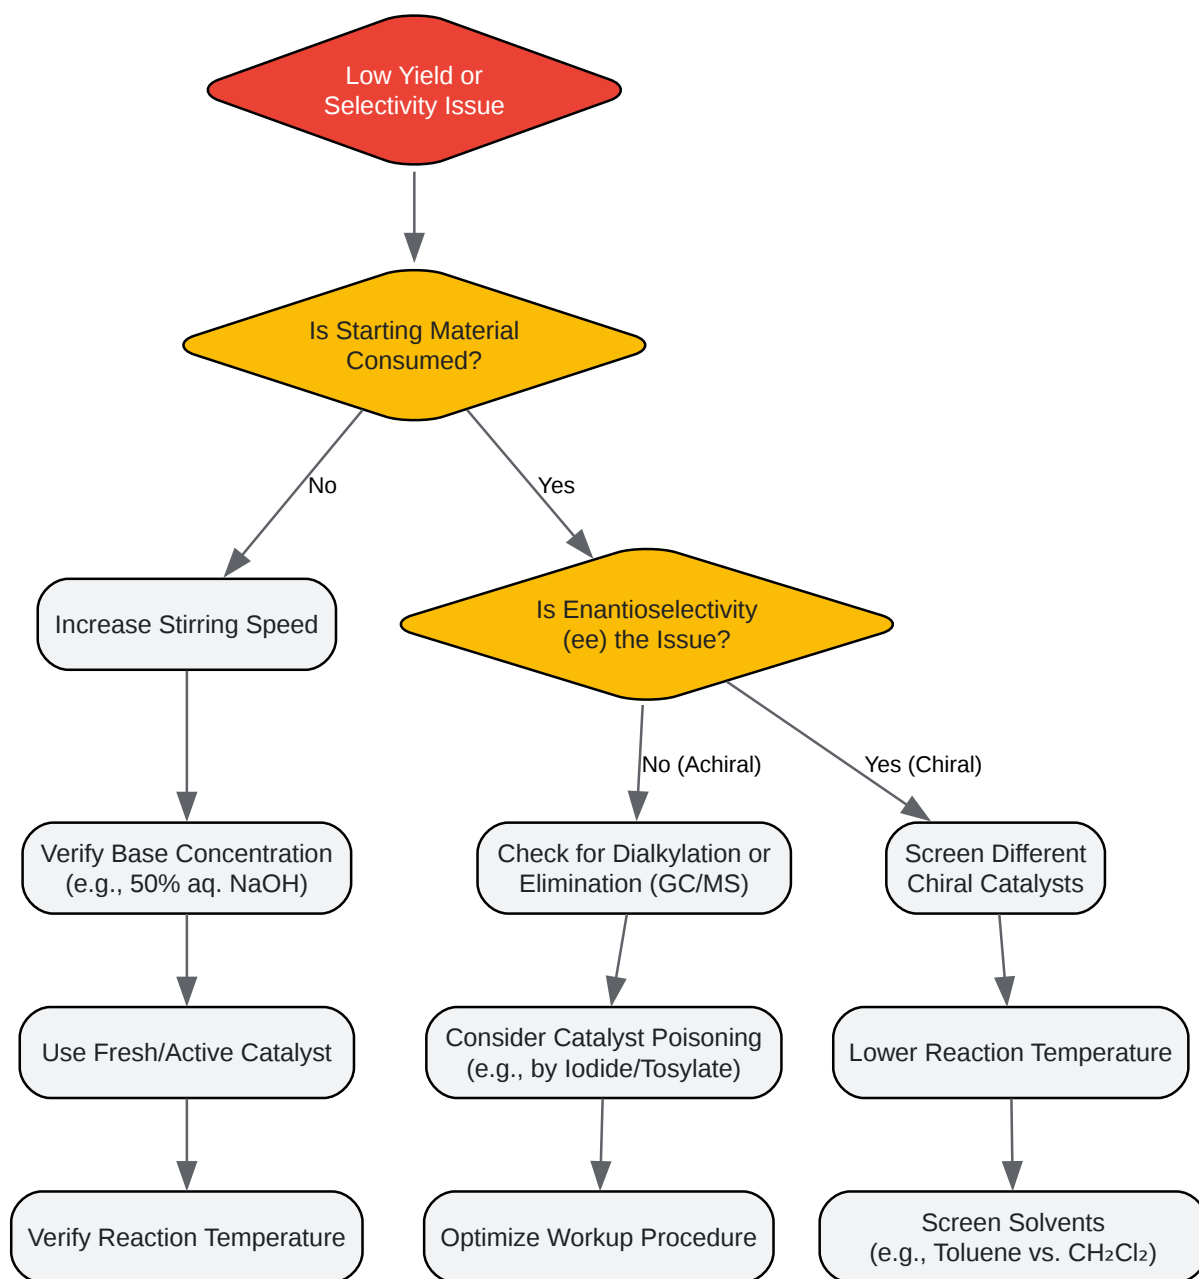 Low Yield or
Selectivity Issue
Is Starting Material
Consumed?
No
Yes
Increase Stirring Speed
Is Enantioselectivity
(ee) the Issue?
No (Achiral)
Yes (Chiral)
Verify Base Concentration
(e.g., 50% aq. NaOH)
Check for Dialkylation or
Elimination (GC/MS)
Screen Different
Chiral Catalysts
Use Fresh/Active Catalyst
Consider Catalyst Poisoning
(e.g., by Iodide/Tosylate)
Lower Reaction Temperature
Verify Reaction Temperature
Optimize Workup Procedure
Screen Solvents
(e.g., Toluene vs. CH₂Cl₂)